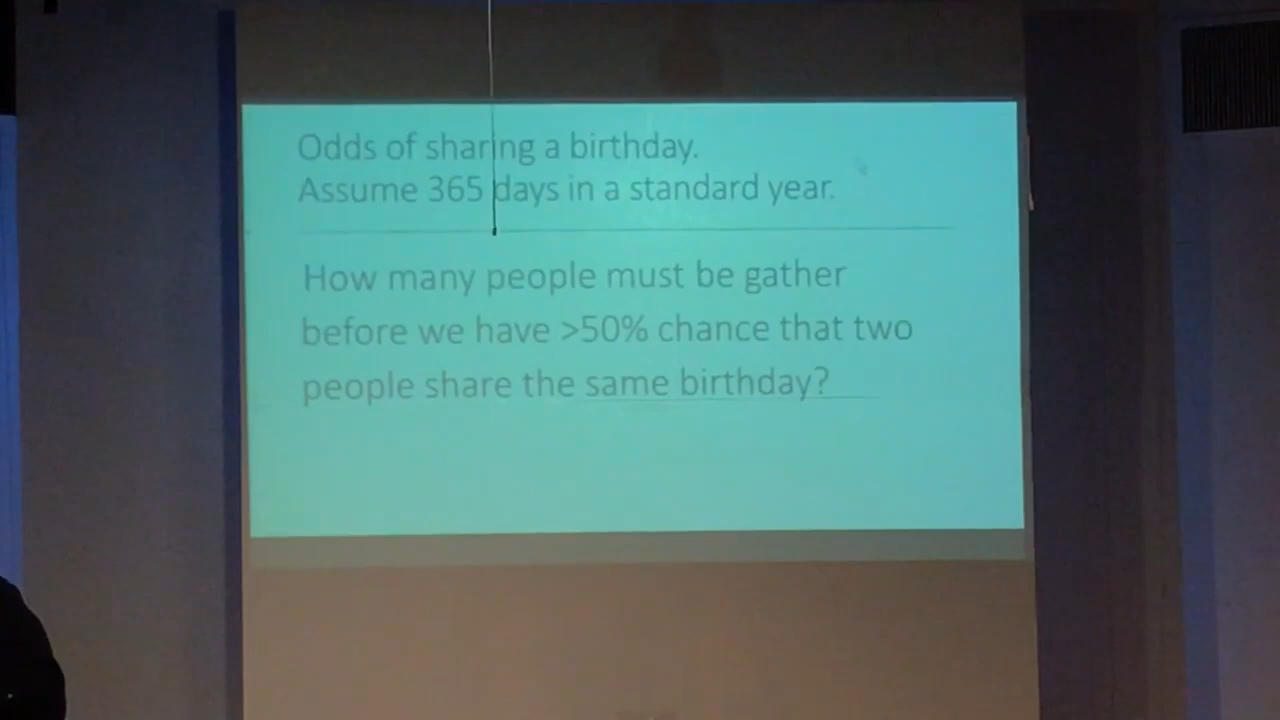 Odds of sharing a birthday.
Assume 365 days in a standard year.
How many people must be gather
before we have >50% chance that two
people share the same birthday?